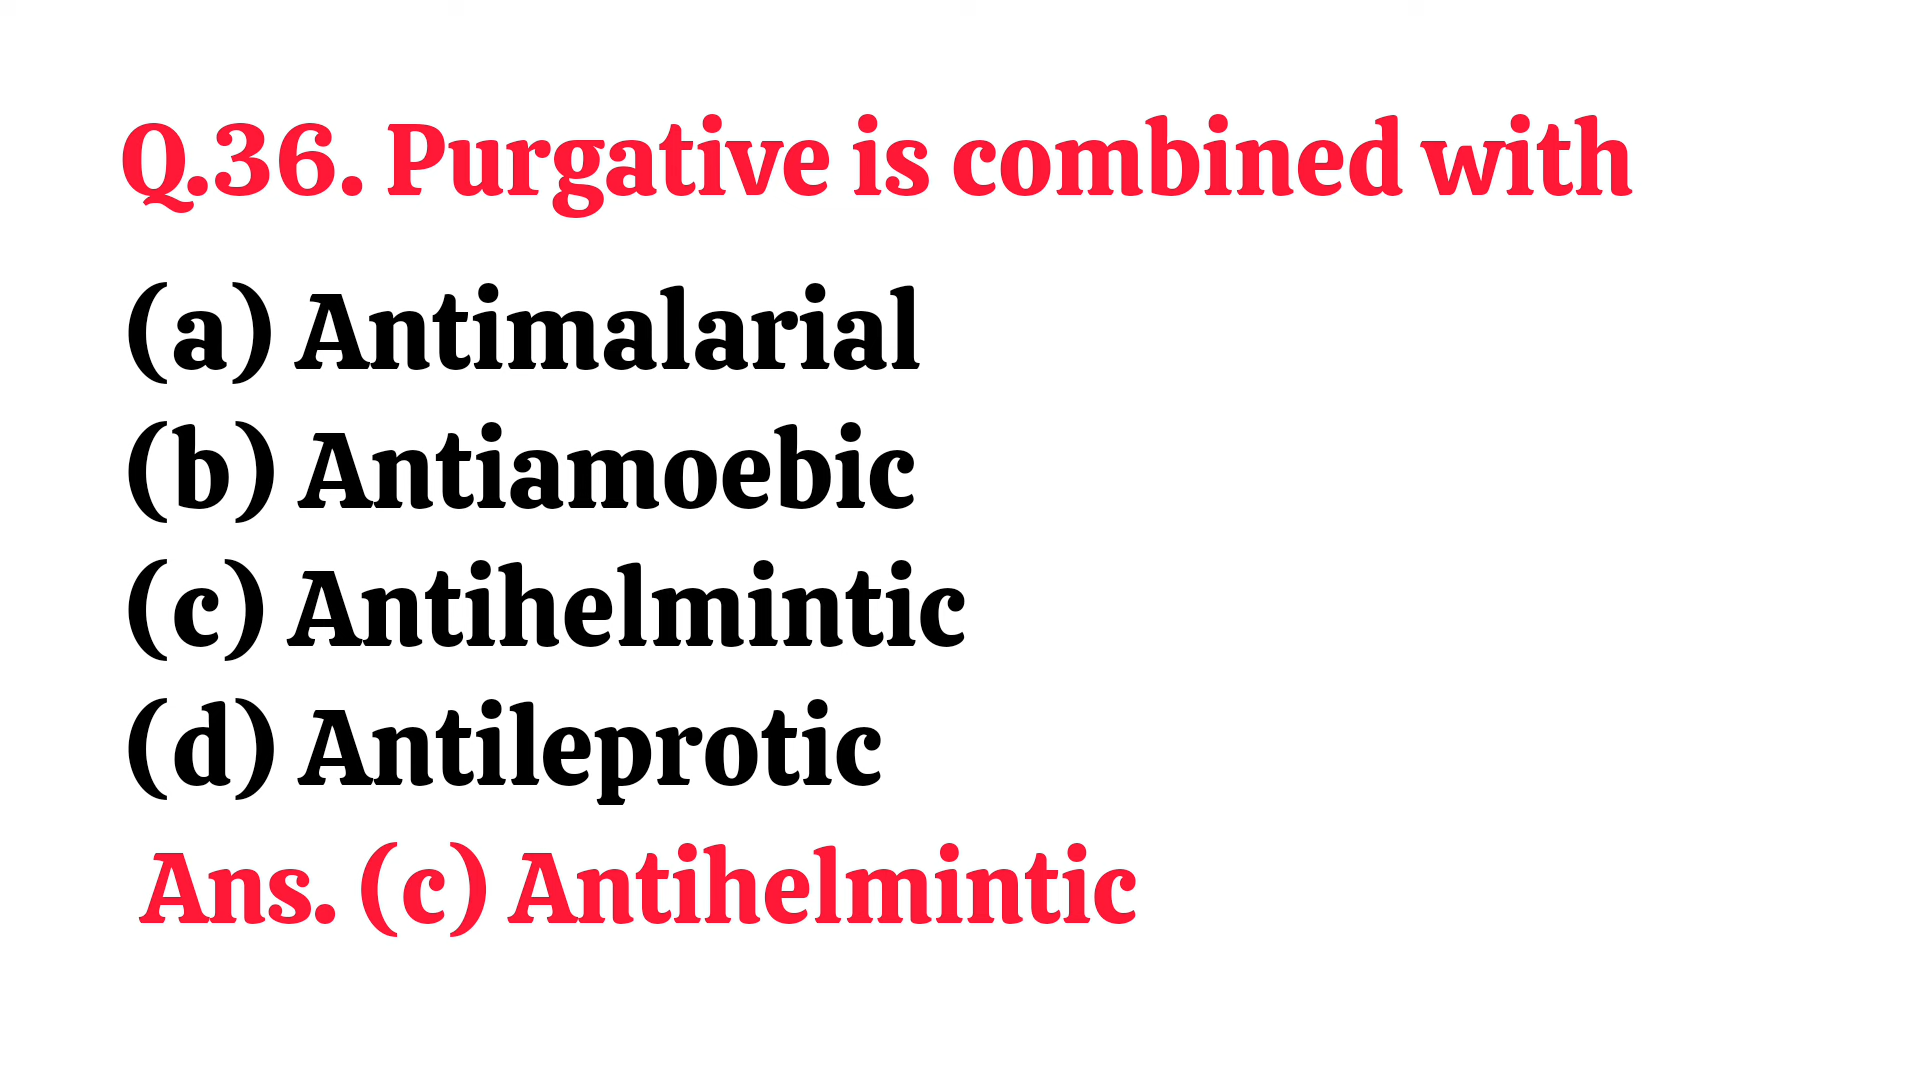 Q.36. Purgative is combined with
(a) Antimalarial
(b) Antiamoebic
(c) Antihelmintic
(d) Antileprotic
Ans. (c) Antihelmintic